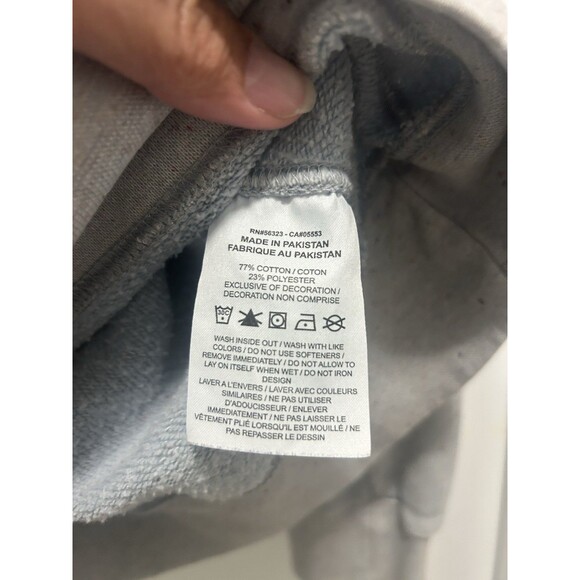 RN#56323 - CA#05553
MADE IN PAKISTAN
FABRIQUE AU PAKISTAN
77% COTTON / COTON
23% POLYESTER
EXCLUSIVE OF DECORATION /
DECORATION NON COMPRISE
30C
WASH INSIDE OUT / WASH WITH LIKE
COLORS / DO NOT USE SOFTENERS /
REMOVE IMMEDIATELY / DO NOT ALLOW TO
LAY ON ITSELF WHEN WET / DO NOT IRON
DESIGN
LAVER A L'ENVERS / LAVER AVEC COULEURS
SIMILAIRES / NE PAS UTILISER
D'ADOUCISSEUR / ENLEVER
IMMEDIATEMENT / NE PAS LAISSER LE
VÊTEMENT PLIÉ LORSQU'IL EST MOUILLÉ / NE
PAS REPASSER LE DESSIN